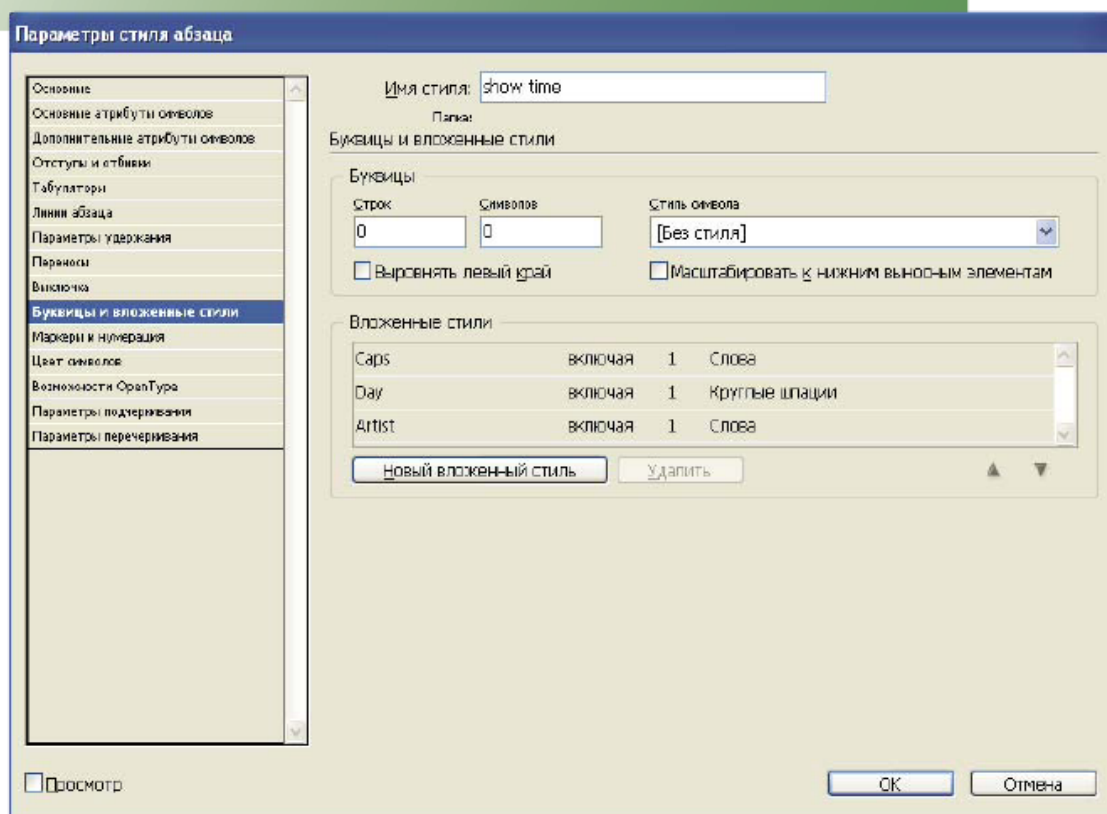 Параметры стиля абзаца
Основные
Основные атрибуты символов
Дополнительные атрибуты символов
Отступы и отбивки
Табуляторы
Линии абзаца
Параметры удержания
Переносы
Выключка
Буквицы и вложенные стили
Маркеры и нумерация
Цвет символов
Возможности OpenType
Параметры подчеркивания
Параметры перечеркивания
Имя стиля: show time
Папка:
Буквицы и вложенные стили
Буквицы
Строк Символов Стиль символа
0 0 [Без стиля]
Выровнять левый край Масштабировать к нижним выносным элементам
Вложенные стили
Caps включая 1 Слова
Day включая 1 Круглые шпации
Artist включая 1 Слова
Новый вложенный стиль Удалить
Просмотр OK Отмена